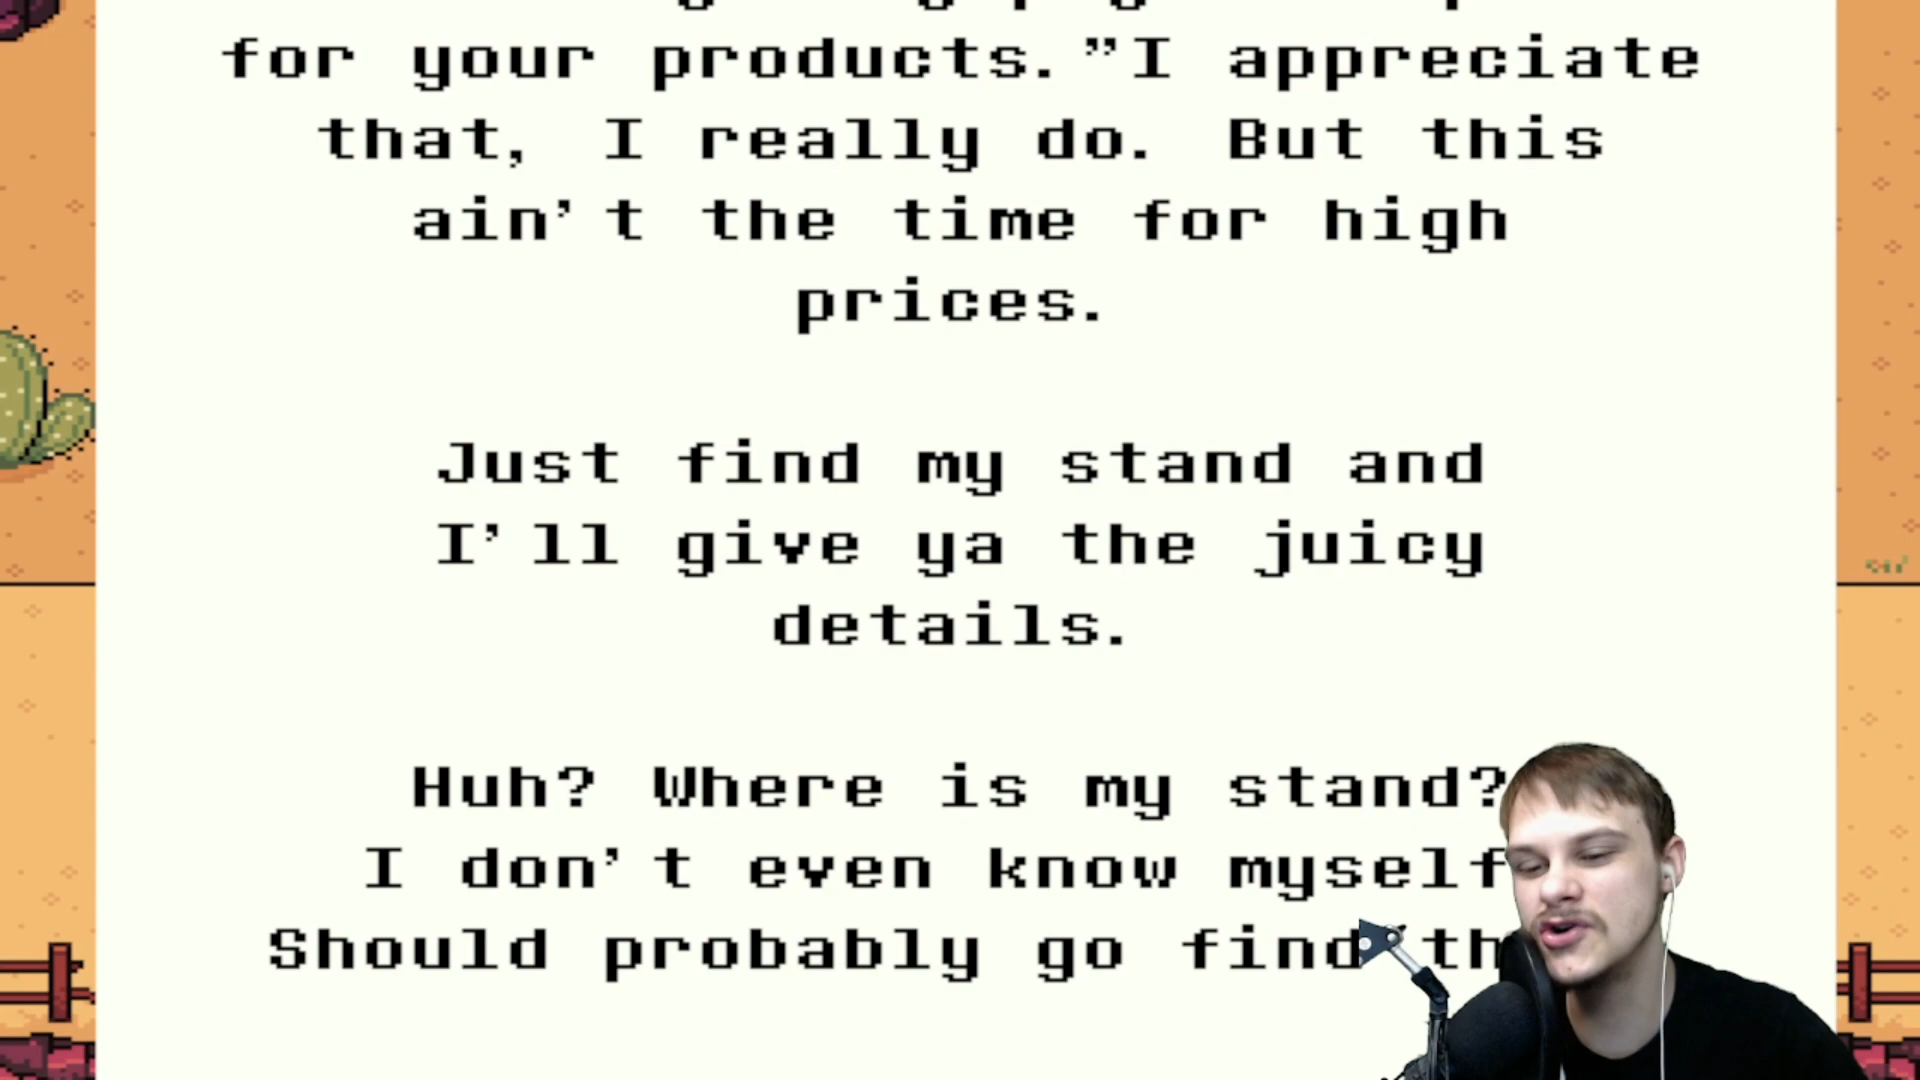 for your products.”I appreciate
that, I really do. But this
ain’t the time for high
prices.
Just find my stand and
I’ll give ya the juicy
details.
Huh? Where is my stand?
I don’t even know myself
Should probably go find